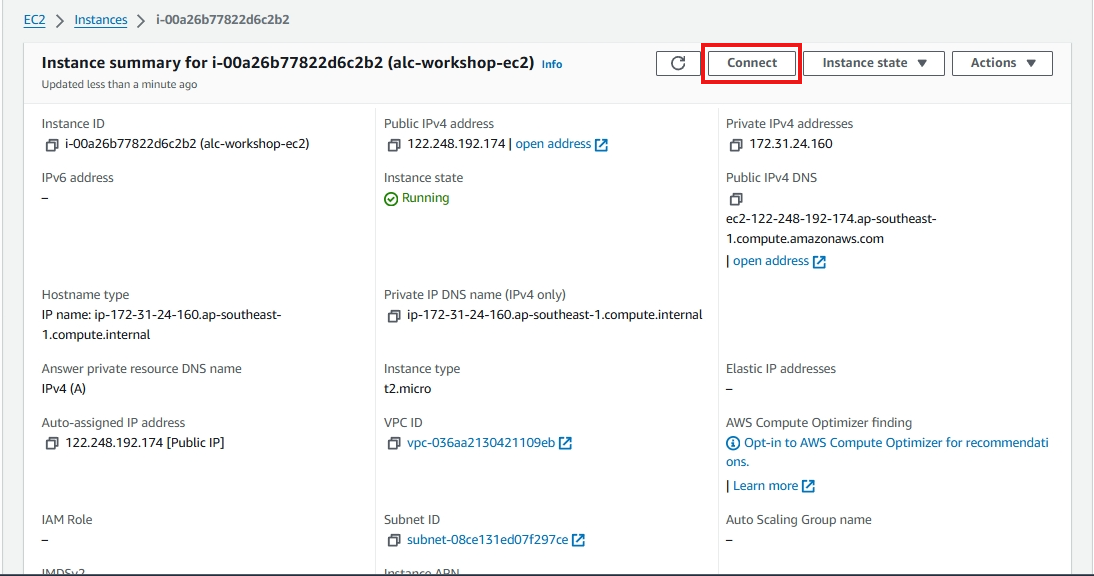 EC2 > Instances > i-00a26b77822d6c2b2
Instance summary for i-00a26b77822d6c2b2 (alc-workshop-ec2) Info
Updated less than a minute ago
Connect
Instance state
Actions
Instance ID
i-00a26b77822d6c2b2 (alc-workshop-ec2)
Public IPv4 address
122.248.192.174 | open address
Private IPv4 addresses
172.31.24.160
IPv6 address
–
Instance state
Running
Public IPv4 DNS
ec2-122-248-192-174.ap-southeast-
1.compute.amazonaws.com
| open address
Hostname type
IP name: ip-172-31-24-160.ap-southeast-
1.compute.internal
Private IP DNS name (IPv4 only)
ip-172-31-24-160.ap-southeast-1.compute.internal
Answer private resource DNS name
IPv4 (A)
Instance type
t2.micro
Elastic IP addresses
–
Auto-assigned IP address
122.248.192.174 [Public IP]
VPC ID
vpc-036aa2130421109eb
AWS Compute Optimizer finding
Opt-in to AWS Compute Optimizer for recommendati
ons.
| Learn more
IAM Role
–
Subnet ID
subnet-08ce131ed07f297ce
Auto Scaling Group name
–
IMDSv2
Instance ARN